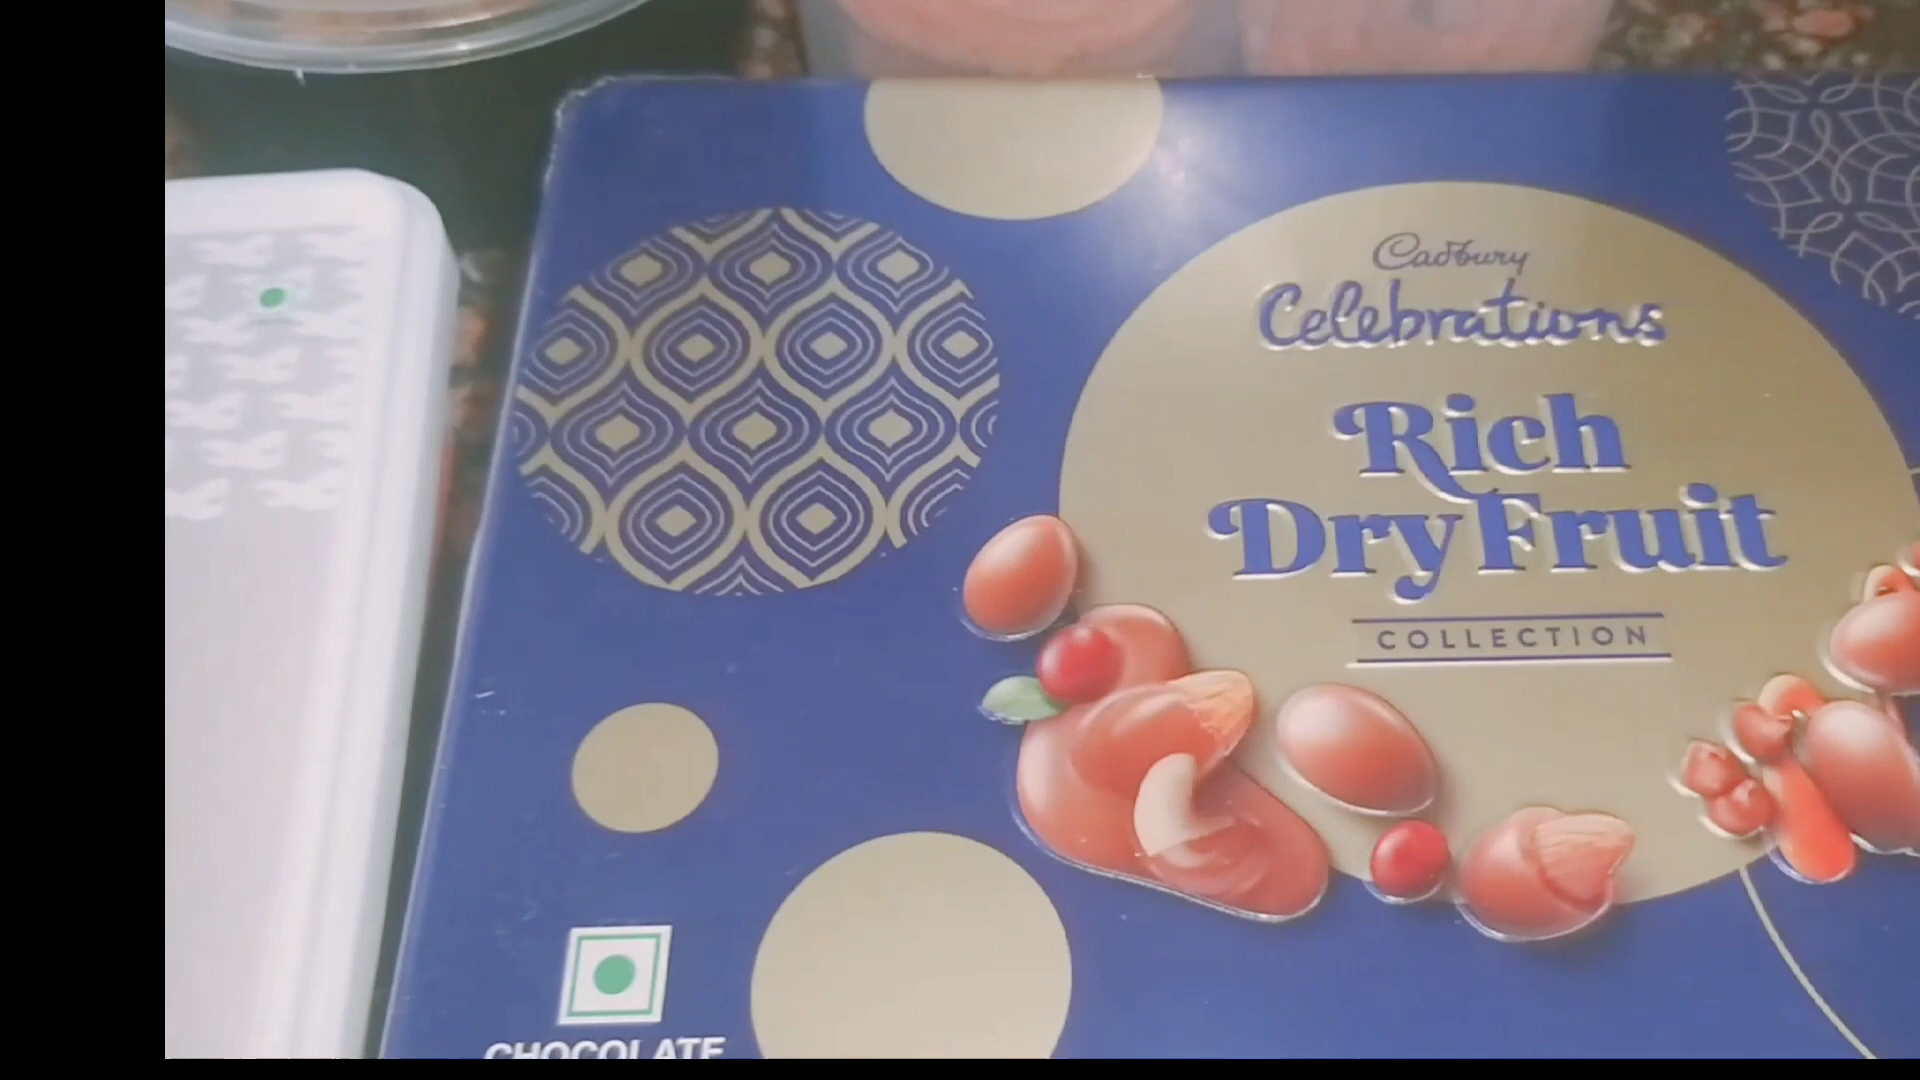 Cadbury
Celebrations
Rich
Dry Fruit
COLLECTION
CHOCOLATE